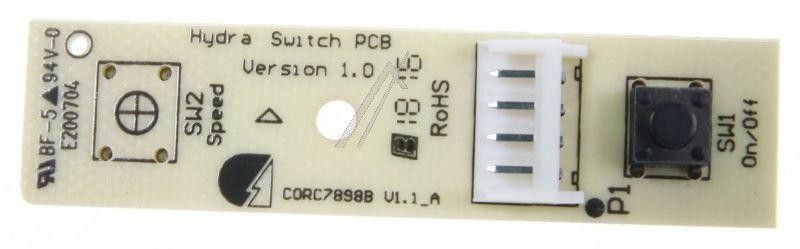 Hydra Switch PCB
Version 1.0
BF-5 94V-0
E200704
SW2
Speed
CORC7898B V1.1_A
RoHS
P1
SW1
On/Off